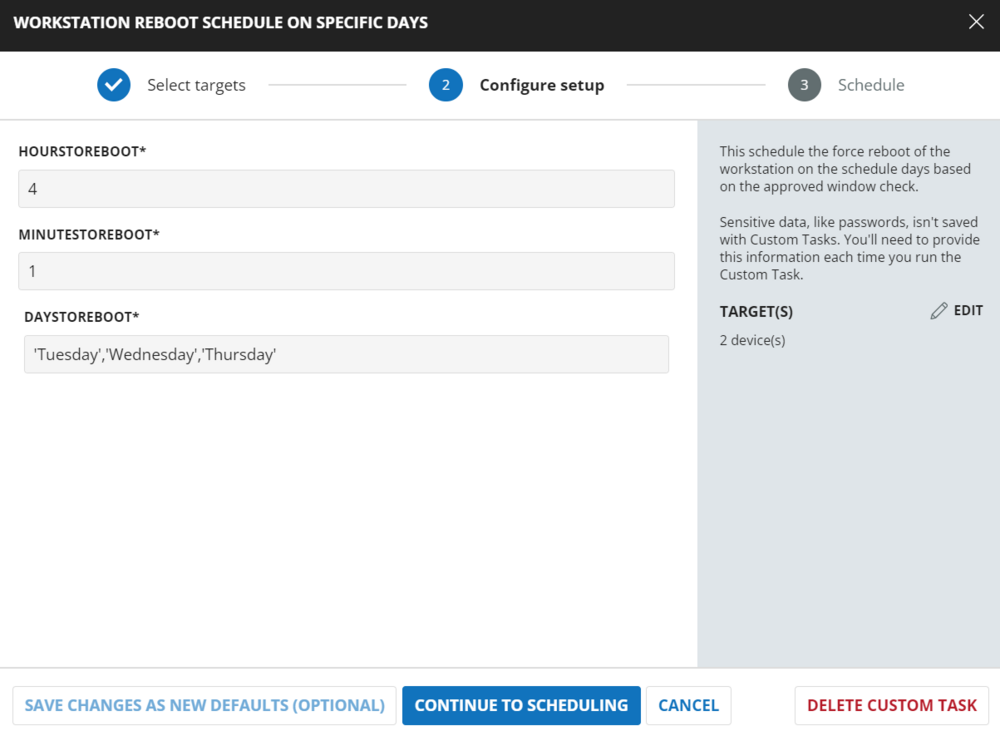 WORKSTATION REBOOT SCHEDULE ON SPECIFIC DAYS
Select targets
2
Configure setup
3
Schedule
HOURSTOREBOOT*
4
MINUTESTOREBOOT*
1
DAYSTOREBOOT*
'Tuesday','Wednesday','Thursday'
This schedule the force reboot of the
workstation on the schedule days based
on the approved window check.
Sensitive data, like passwords, isn't saved
with Custom Tasks. You'll need to provide
this information each time you run the
Custom Task.
TARGET(S)
EDIT
2 device(s)
SAVE CHANGES AS NEW DEFAULTS (OPTIONAL)
CONTINUE TO SCHEDULING
CANCEL
DELETE CUSTOM TASK